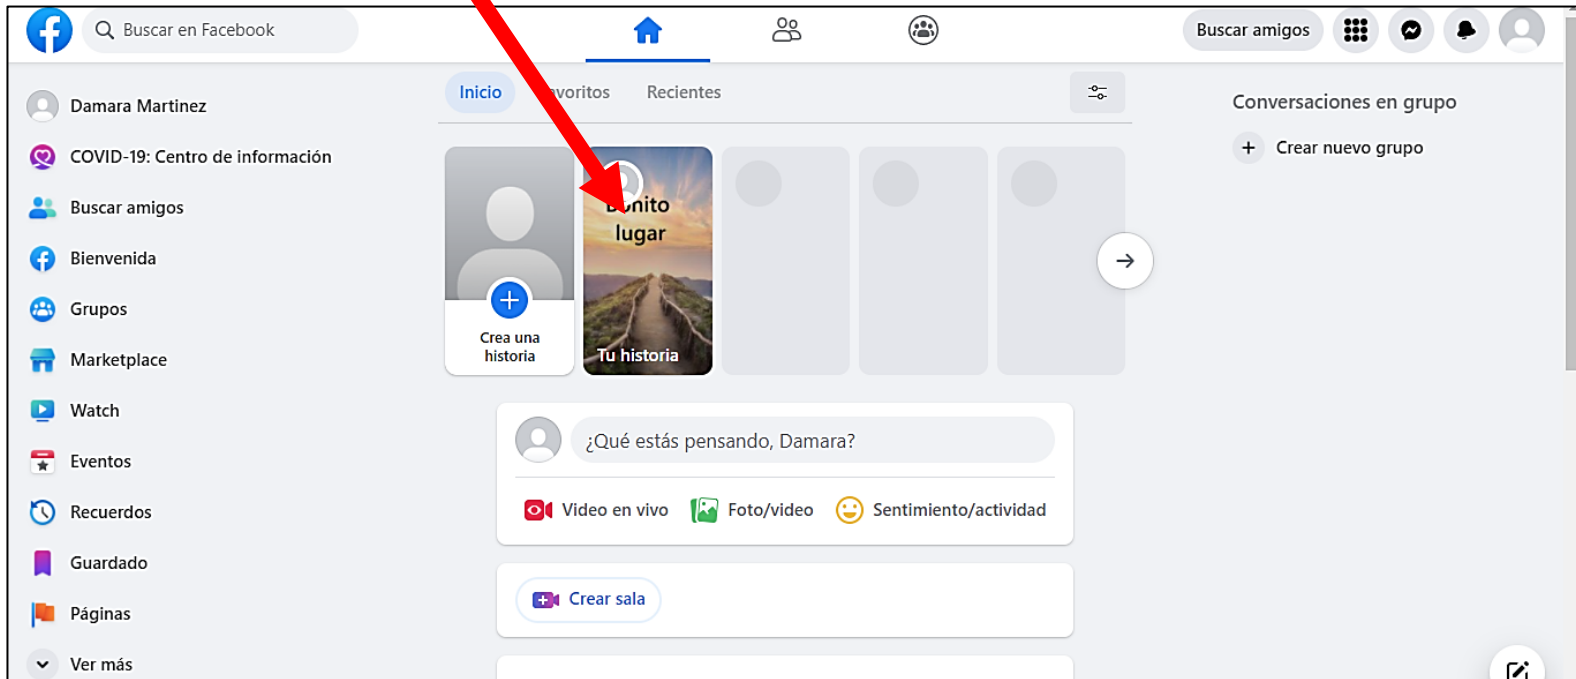 Buscar en Facebook
Buscar amigos
Damara Martinez
COVID-19: Centro de información
Buscar amigos
Bienvenida
Grupos
Marketplace
Watch
Eventos
Recuerdos
Guardado
Páginas
Ver más
Inicio
Recientes
Crea una
historia
lugar
Tu historia
¿Qué estás pensando, Damara?
Video en vivo
Foto/video
Sentimiento/actividad
Crear sala
Conversaciones en grupo
Crear nuevo grupo